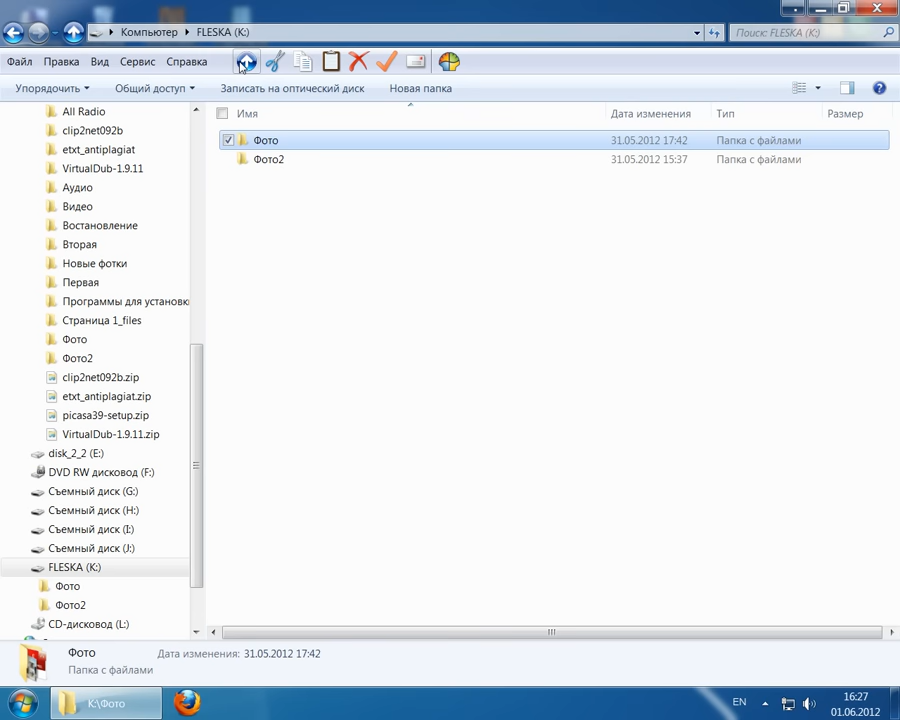 Компьютер ▸ FLESKA (K:)
Поиск: FLESKA (K:)
Файл Правка Вид Сервис Справка
Упорядочить Общий доступ Записать на оптический диск Новая папка
Имя Дата изменения Тип Размер
Фото 31.05.2012 17:42 Папка с файлами
Фото2 31.05.2012 15:37 Папка с файлами
All Radio
clip2net092b
etxt_antiplagiat
VirtualDub-1.9.11
Аудио
Видео
Востановление
Вторая
Новые фотки
Первая
Программы для установк
Страница 1_files
Фото
Фото2
clip2net092b.zip
etxt_antiplagiat.zip
picasa39-setup.zip
VirtualDub-1.9.11.zip
disk_2_2 (E:)
DVD RW дисковод (F:)
Съемный диск (G:)
Съемный диск (H:)
Съемный диск (I:)
Съемный диск (J:)
FLESKA (K:)
Фото
Фото2
CD-дисковод (L:)
Фото Дата изменения: 31.05.2012 17:42
Папка с файлами
K:\Фото
EN
16:27
01.06.2012